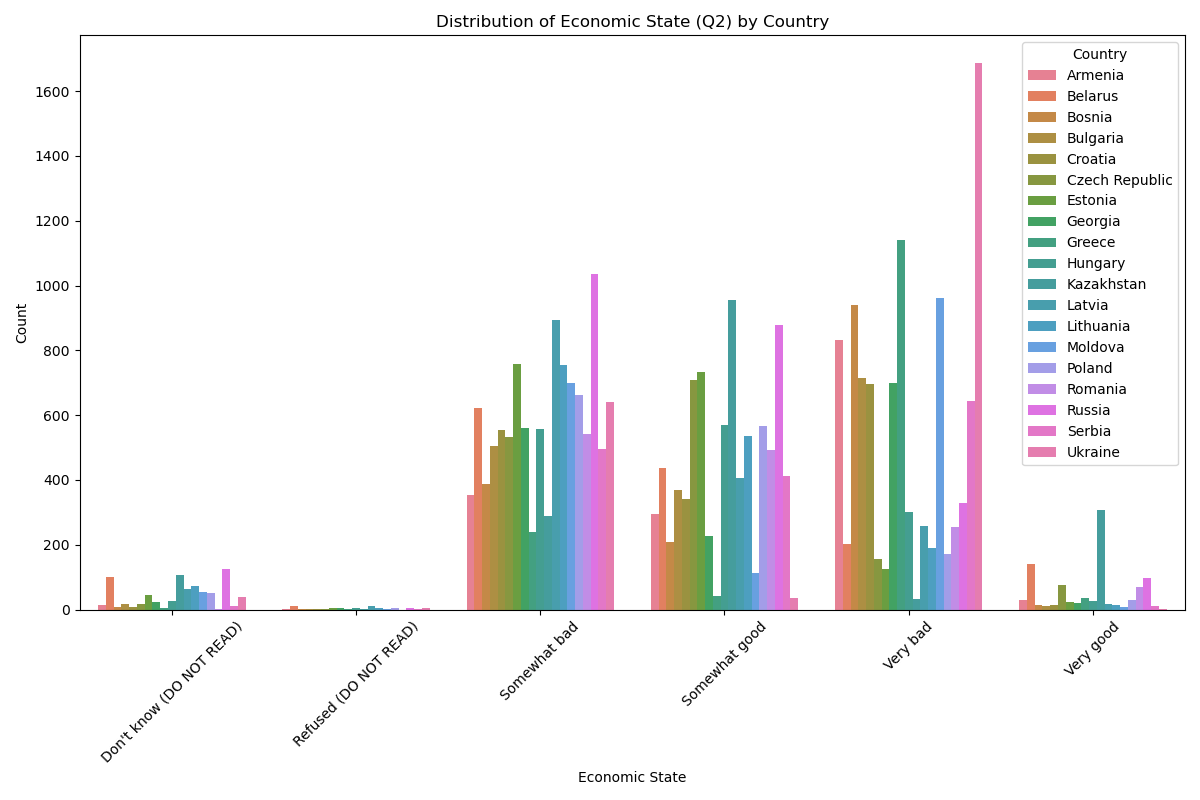 Distribution of Economic State (Q2) by Country
Count
1600
1400
1200
1000
800
600
400
200
0
Country
Armenia
Belarus
Bosnia
Bulgaria
Croatia
Czech Republic
Estonia
Georgia
Greece
Hungary
Kazakhstan
Latvia
Lithuania
Moldova
Poland
Romania
Russia
Serbia
Ukraine
Don't know (DO NOT READ)
Refused (DO NOT READ)
Somewhat bad
Somewhat good
Very bad
Very good
Economic State